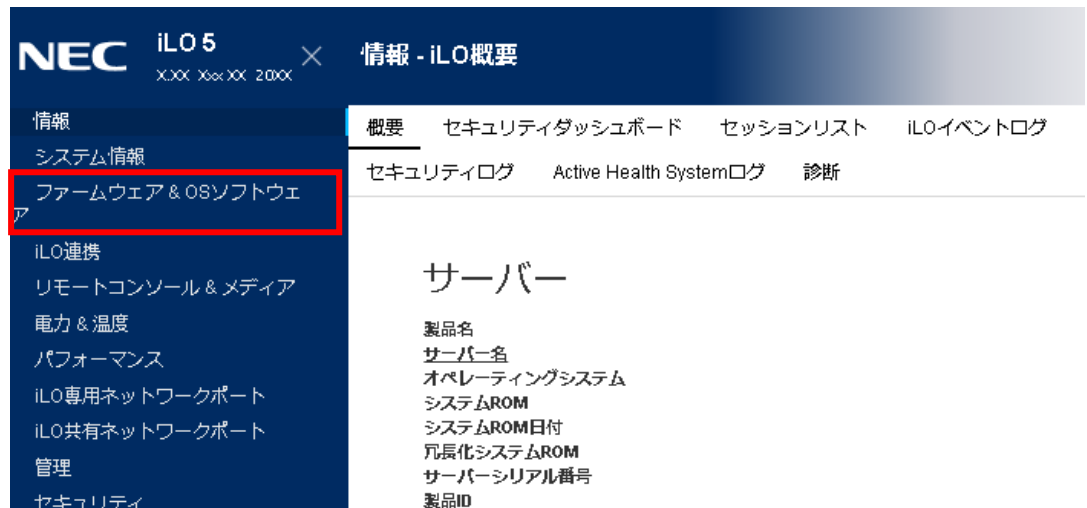 NEC iLO 5 ×
X.XX Xxx XX 20XX
情報 - iLO概要
情報
システム情報
ファームウェア & OSソフトウェ
ア
iLO連携
リモートコンソール & メディア
電力 & 温度
パフォーマンス
iLO専用ネットワークポート
iLO共有ネットワークポート
管理
セキュリティ
概要 セキュリティダッシュボード セッションリスト iLOイベントログ
セキュリティログ Active Health Systemログ 診断
サーバー
製品名
サーバー名
オペレーティングシステム
システムROM
システムROM日付
冗長化システムROM
サーバーシリアル番号
製品ID